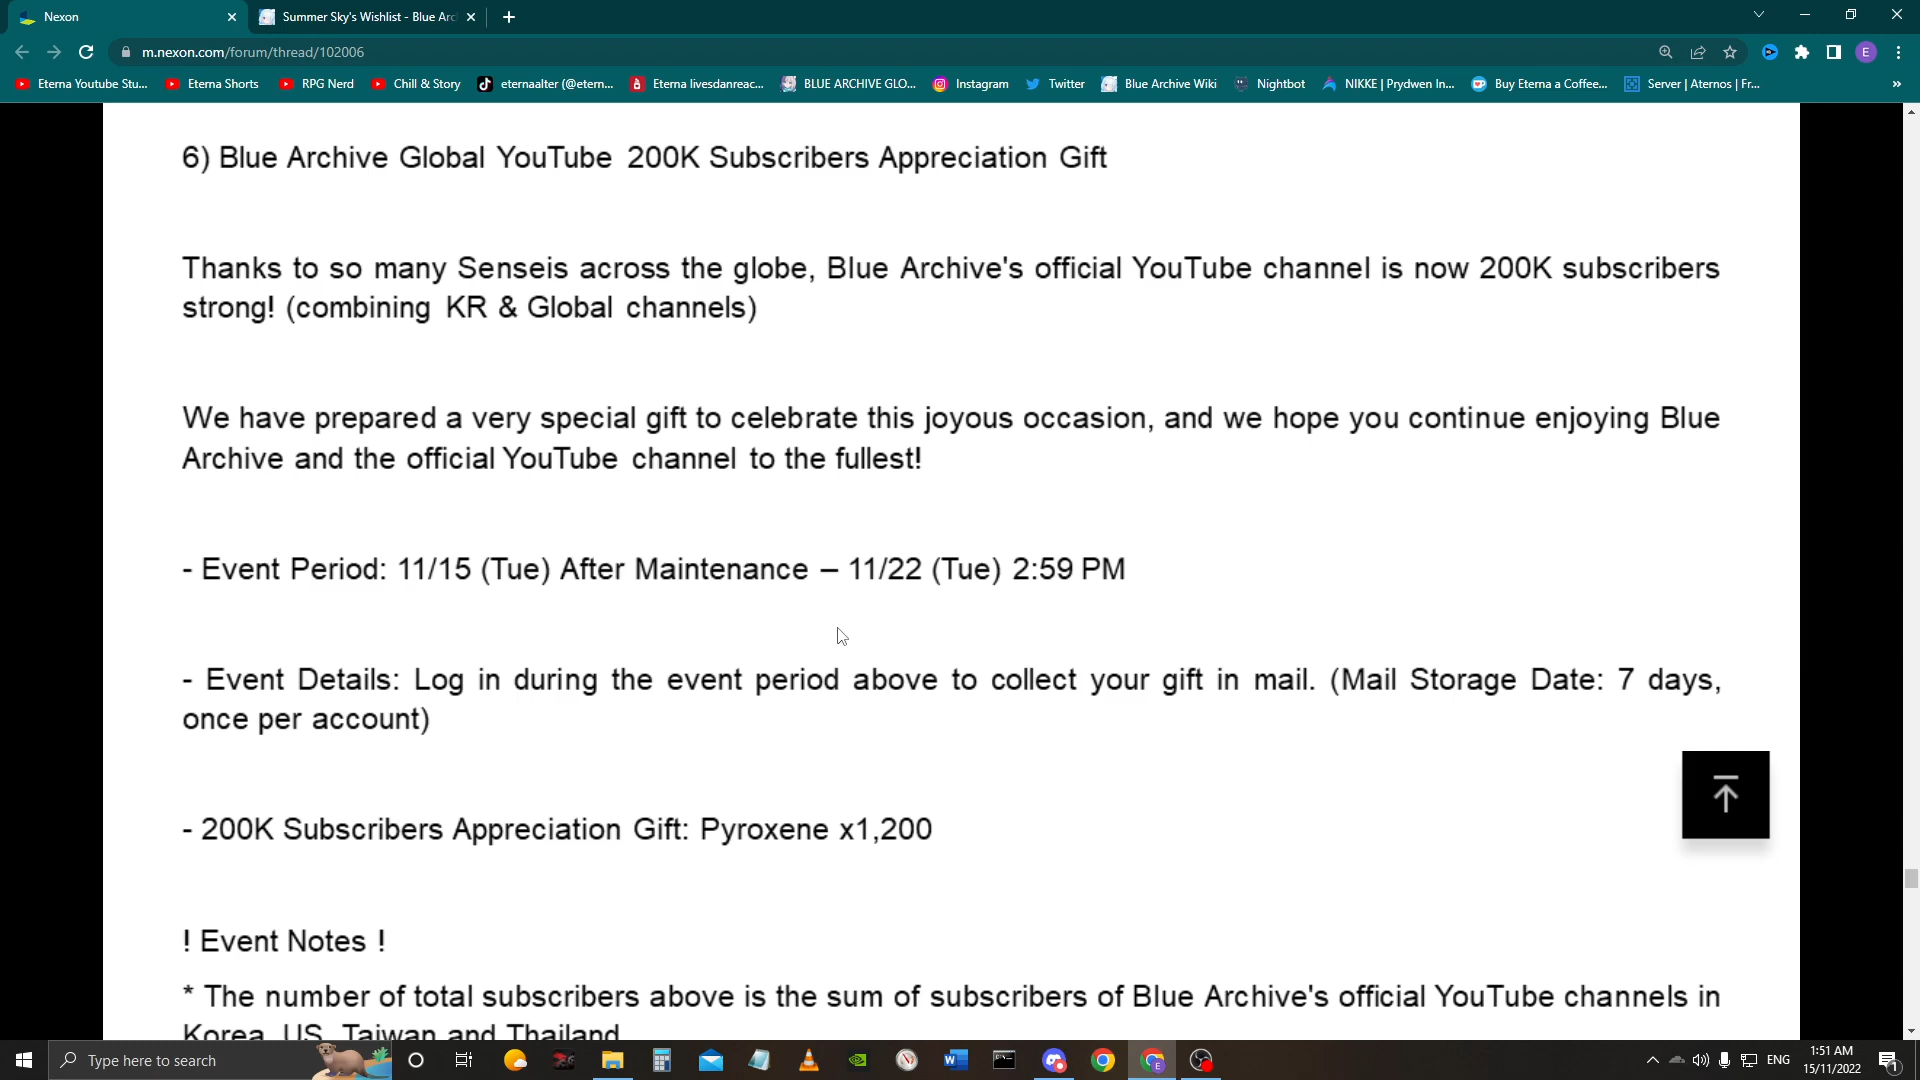 Nexon
Summer Sky's Wishlist - Blue Arc
m.nexon.com/forum/thread/102006
E
Eterna Youtube Stu...
Eterna Shorts
RPG Nerd
Chill & Story
eternaalter (@etern...
Eterna livesdanreac...
BLUE ARCHIVE GLO...
Instagram
Twitter
Blue Archive Wiki
Nightbot
NIKKE | Prydwen In...
Buy Eterna a Coffee...
Server | Aternos | Fr...
6) Blue Archive Global YouTube 200K Subscribers Appreciation Gift
Thanks to so many Senseis across the globe, Blue Archive's official YouTube channel is now 200K subscribers
strong! (combining KR & Global channels)
We have prepared a very special gift to celebrate this joyous occasion, and we hope you continue enjoying Blue
Archive and the official YouTube channel to the fullest!
- Event Period: 11/15 (Tue) After Maintenance – 11/22 (Tue) 2:59 PM
- Event Details: Log in during the event period above to collect your gift in mail. (Mail Storage Date: 7 days,
once per account)
- 200K Subscribers Appreciation Gift: Pyroxene x1,200
! Event Notes !
* The number of total subscribers above is the sum of subscribers of Blue Archive's official YouTube channels in
Korea, US, Taiwan and Thailand
Type here to search
ENG
1:51 AM
15/11/2022
1